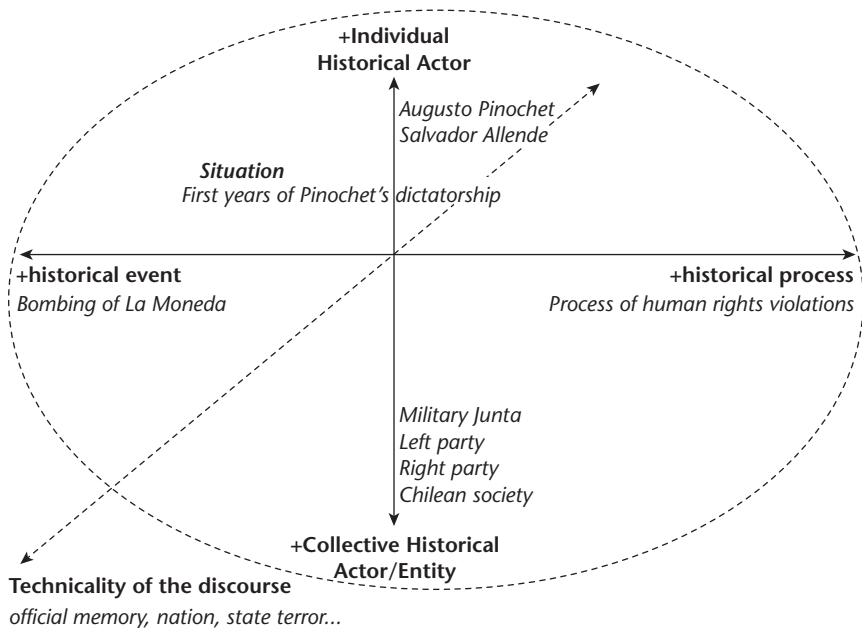 +Individual
Historical Actor
Augusto Pinochet
Salvador Allende
Situation
First years of Pinochet's dictatorship
+historical event
Bombing of La Moneda
+historical process
Process of human rights violations
Military Junta
Left party
Right party
Chilean society
+Collective Historical
Actor/Entity
Technicality of the discourse
official memory, nation, state terror...